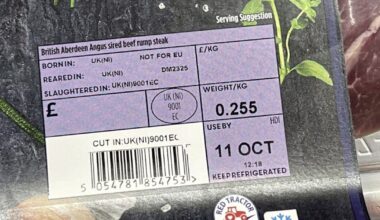 Serving Suggestion
British Aberdeen Angus sired beef rump steak
BORN IN: UK(NI) NOT FOR EU
REARED IN: UK(NI) DM2325
SLAUGHTERED IN: UK(NI)9001EC
£/KG
£
UK (NI)
9001
EC
WEIGHT/KG
0.255
CUT IN:UK(NI)9001EC
USE BY HDI
11 OCT
12:18
KEEP REFRIGERATED
5 054781 854753 >
RED TRACTOR